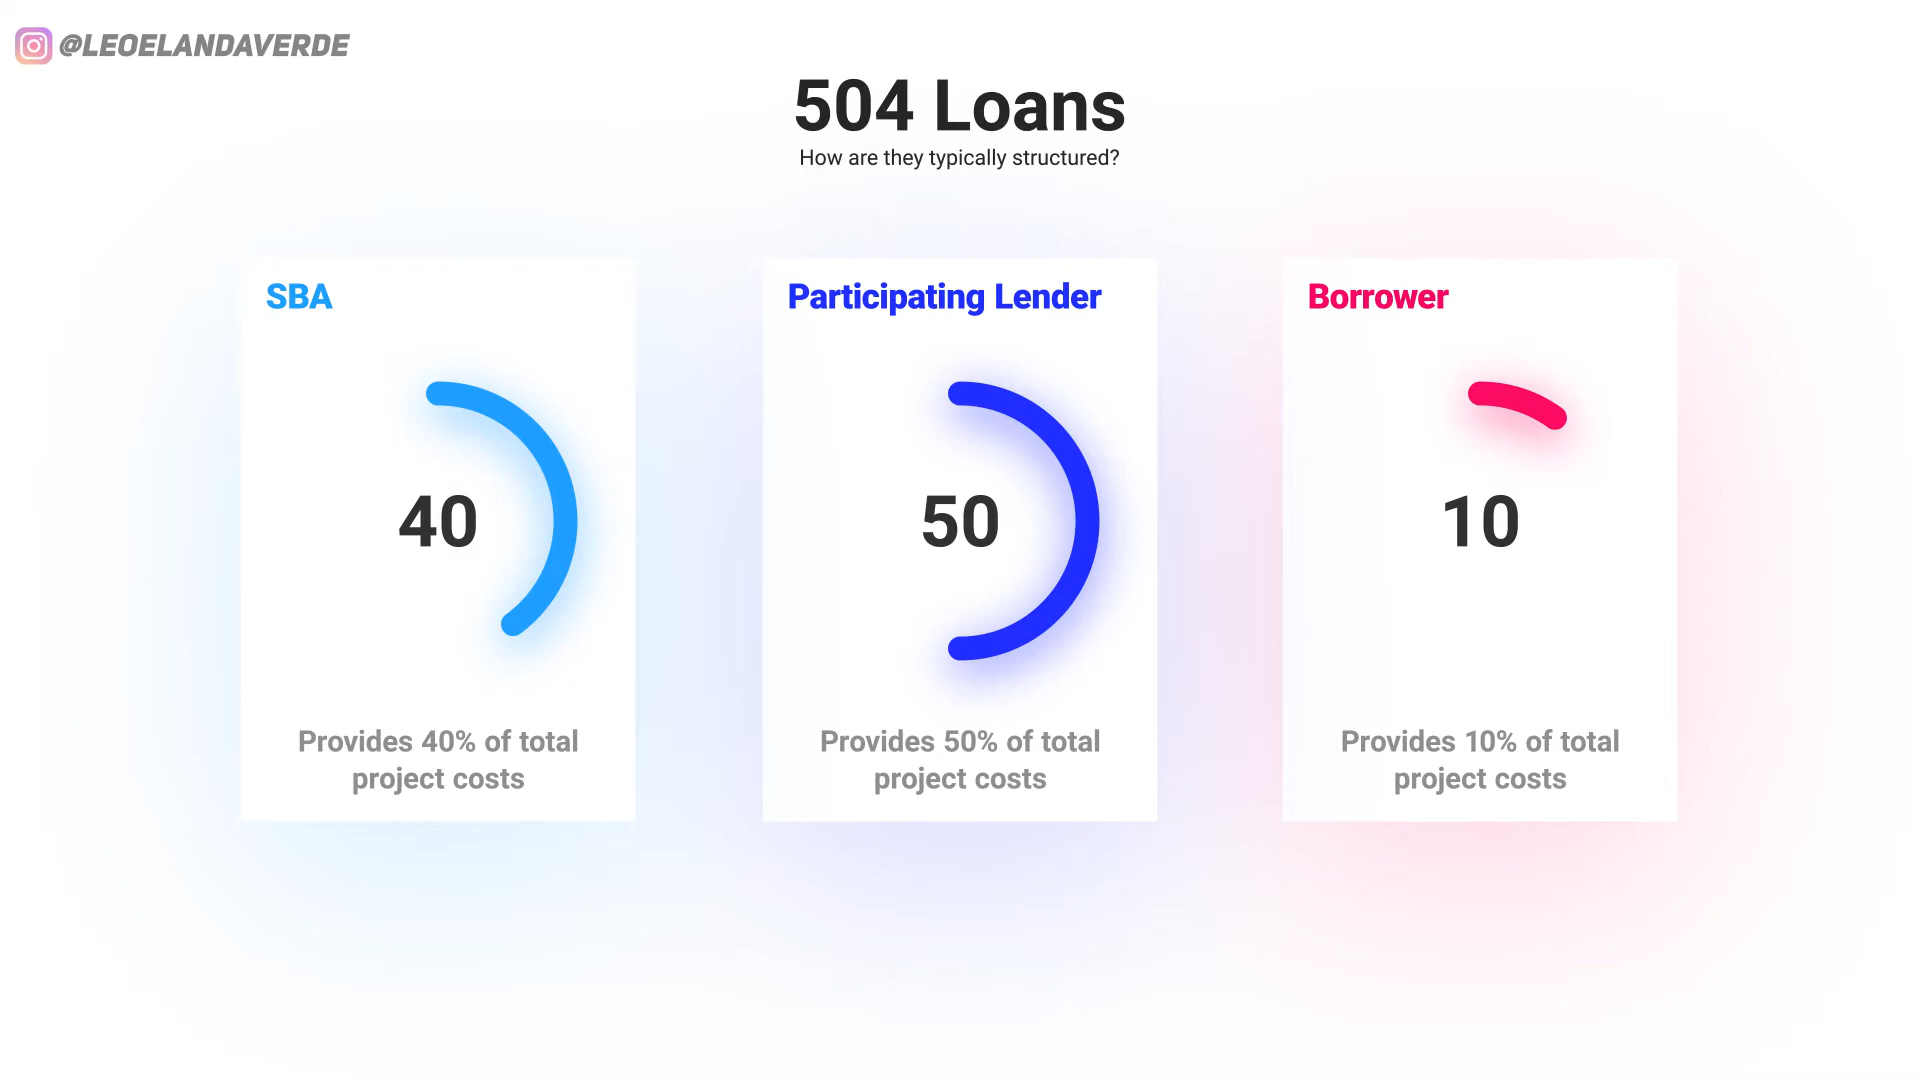 @LEOELANDAVERDE
504 Loans
How are they typically structured?
SBA
40
Provides 40% of total
project costs
Participating Lender
50
Provides 50% of total
project costs
Borrower
10
Provides 10% of total
project costs